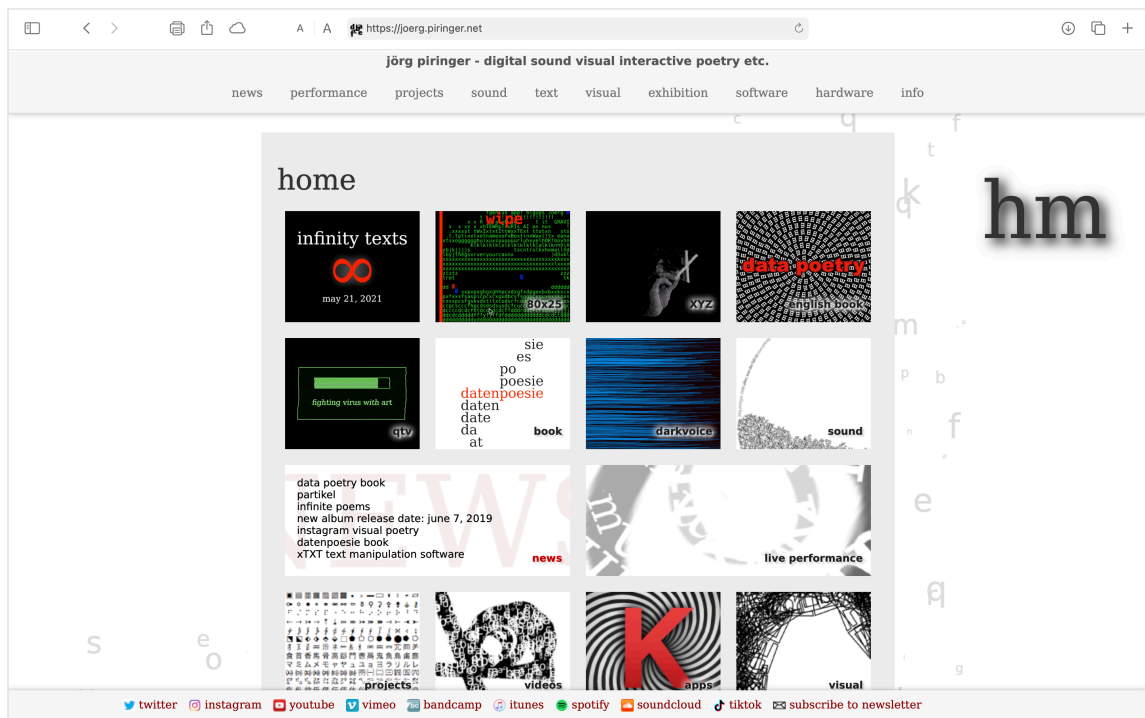 https://joerg.piringer.net
jörg piringer - digital sound visual interactive poetry etc.
news performance projects sound text visual exhibition software hardware info
home
hm
infinity texts
∞
may 21, 2021
wipe
80x25
XYZ
data poetry
english book
fighting virus with art
qtv
sie
es
po
poesie
datenpoesie
daten
date
da
at
book
darkvoice
sound
NEWS
data poetry book
partikel
infinite poems
new album release date: june 7, 2019
instagram visual poetry
datenpoesie book
xTXT text manipulation software
news
live performance
projects
videos
K
apps
visual
twitter instagram youtube vimeo bandcamp itunes spotify soundcloud tiktok subscribe to newsletter